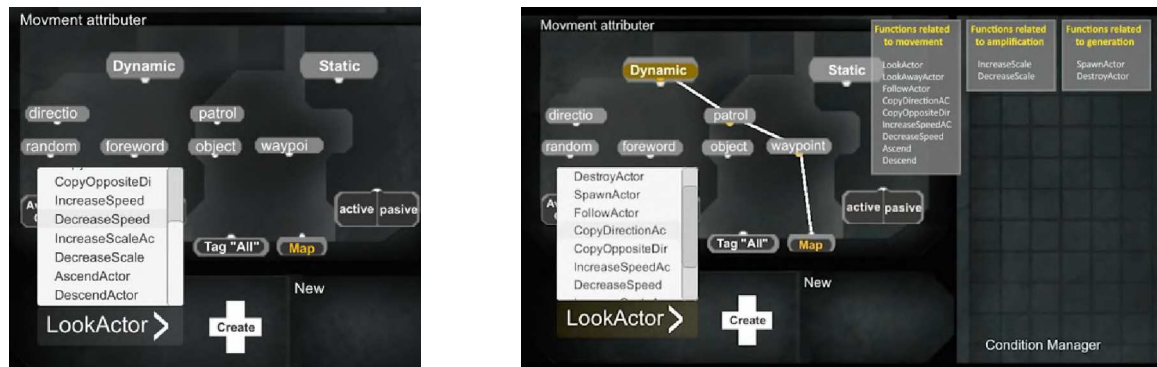 Movment attributer
Dynamic
Static
directio
patrol
random
foreword
object
waypoi
CopyOppositeDi
IncreaseSpeed
DecreaseSpeed
IncreaseScaleAc
DecreaseScale
AscendActor
DescendActor
active pasive
Tag "All"
Map
New
LookActor
Create
Movment attributer
Dynamic
Static
directio
patrol
random
foreword
object
waypoint
DestroyActor
SpawnActor
FollowActor
CopyDirectionAc
CopyOppositeDir
IncreaseSpeedAc
DecreaseSpeed
active pasive
Tag "All"
Map
New
LookActor
Create
Functions related
to movement
LookActor
LookAwayActor
FollowActor
CopyDirectionAC
CopyOppositeDir
IncreaseSpeedAC
DecreaseSpeed
Ascend
Descend
Functions related
to amplification
IncreaseScale
DecreaseScale
Functions related
to generation
SpawnActor
DestroyActor
Condition Manager